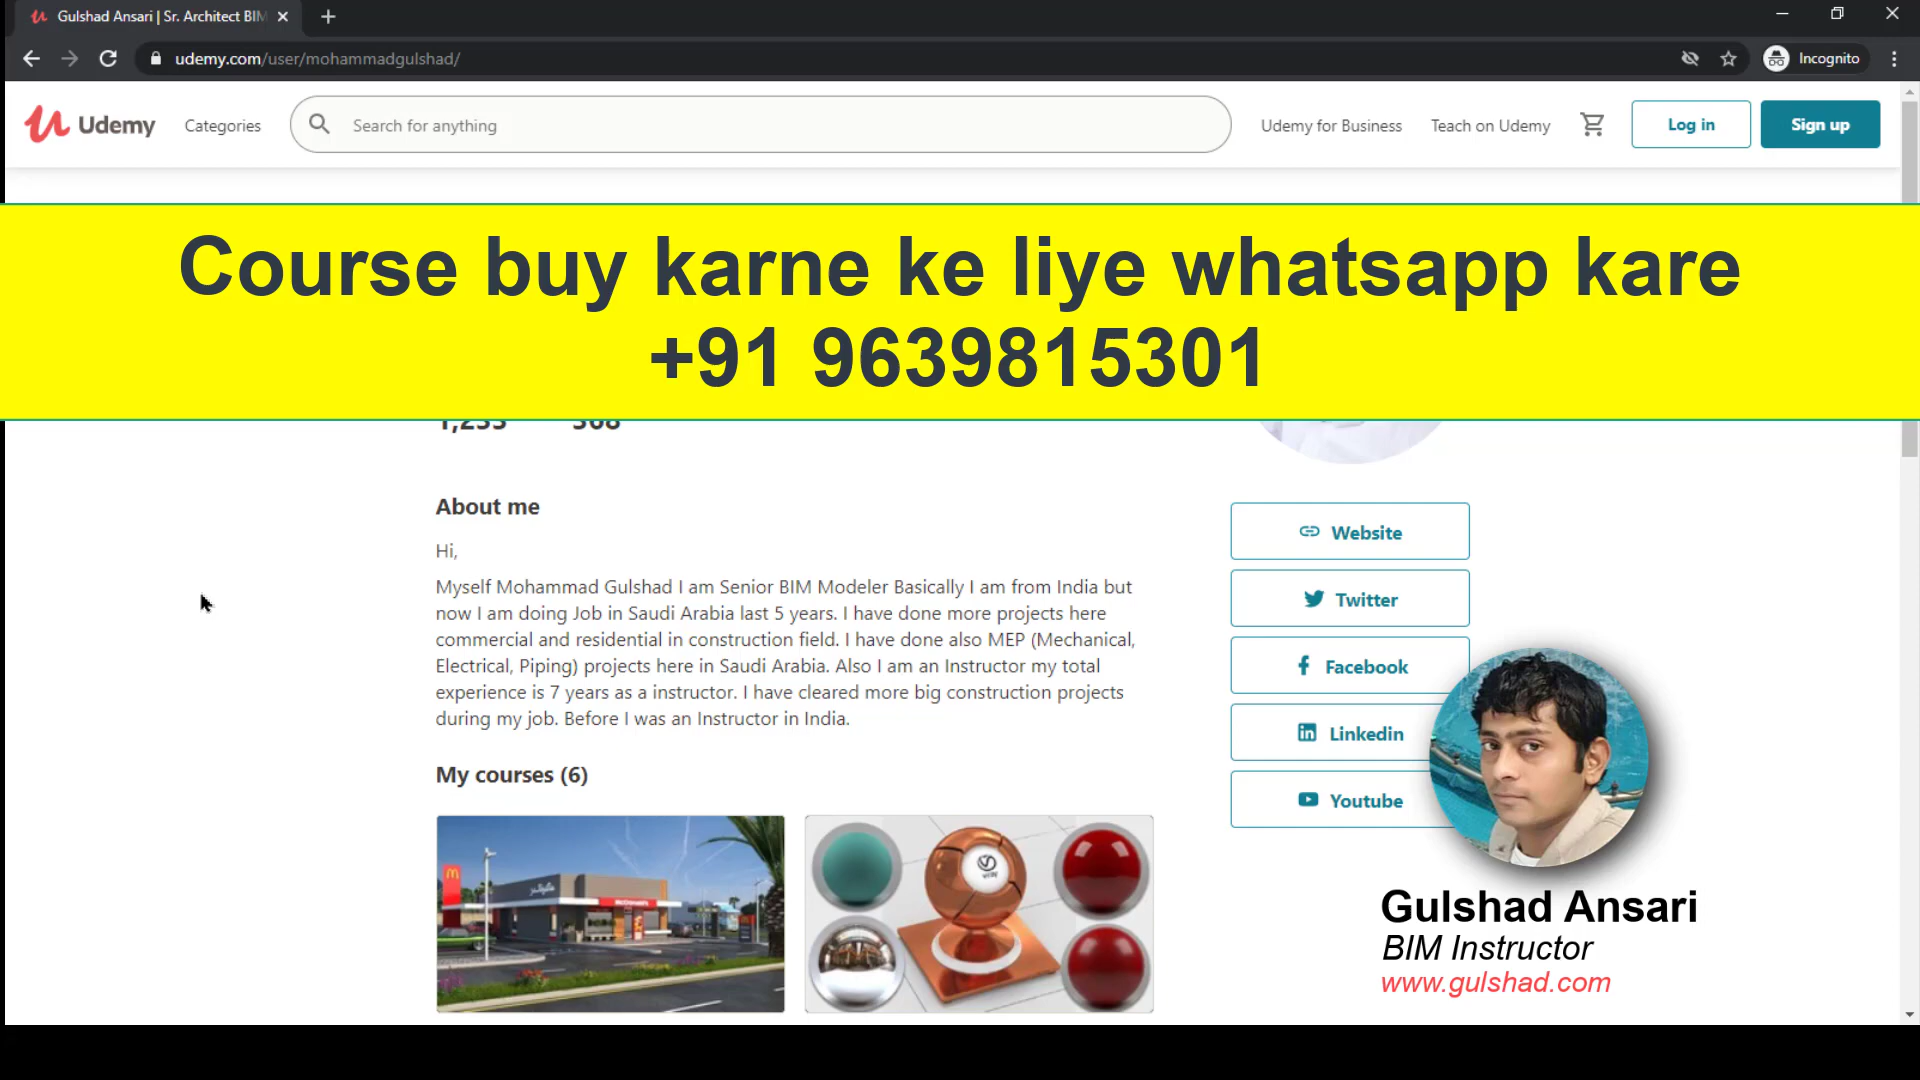 Gulshad Ansari | Sr. Architect BIM
udemy.com/user/mohammadgulshad/
Incognito
Udemy
Categories
Search for anything
Udemy for Business
Teach on Udemy
Log in
Sign up
Course buy karne ke liye whatsapp kare
+91 9639815301
About me
Hi,
Myself Mohammad Gulshad I am Senior BIM Modeler Basically I am from India but
now I am doing Job in Saudi Arabia last 5 years. I have done more projects here
commercial and residential in construction field. I have done also MEP (Mechanical,
Electrical, Piping) projects here in Saudi Arabia. Also I am an Instructor my total
experience is 7 years as a instructor. I have cleared more big construction projects
during my job. Before I was an Instructor in India.
My courses (6)
Website
Twitter
Facebook
Linkedin
Youtube
McDonald's
Gulshad Ansari
BIM Instructor
www.gulshad.com